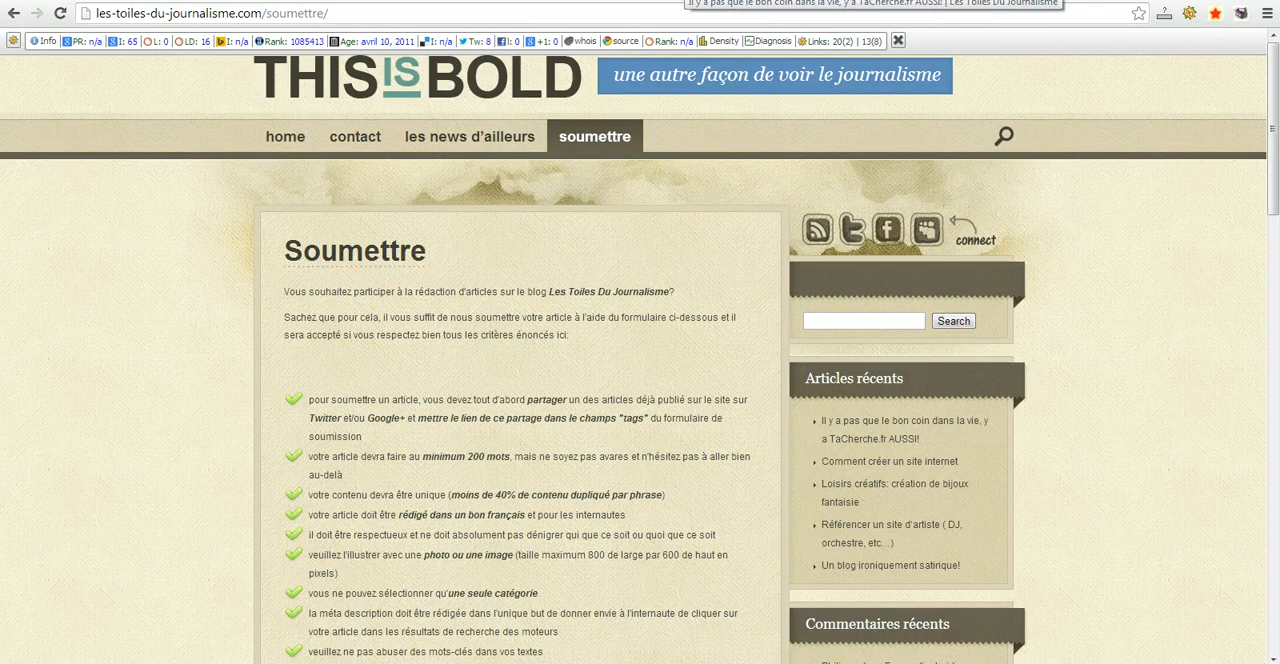 Il y'a pas que le bon coin dans la vie, y'a TaCherche.fr AUSSI! | Les Toiles Du Journalisme
les-toiles-du-journalisme.com/soumettre/
Info PR: n/a I: 65 L: 0 LD: 16 I: n/a Rank: 1085413 Age: avril 10, 2011 I: n/a Tw: 8 l: 0 +1: 0 whois source Rank: n/a Density Diagnosis Links: 20(2) | 13(8)
THIS IS BOLD
une autre façon de voir le journalisme
home contact les news d'ailleurs soumettre
Soumettre
Vous souhaitez participer à la rédaction d'articles sur le blog Les Toiles Du Journalisme?
Sachez que pour cela, il vous suffit de nous soumettre votre article à l'aide du formulaire ci-dessous et il
sera accepté si vous respectez bien tous les critères énoncés ici:
pour soumettre un article, vous devez tout d'abord partager un des articles déjà publié sur le site sur
Twitter et/ou Google+ et mettre le lien de ce partage dans le champs "tags" du formulaire de
soumission
votre article devra faire au minimum 200 mots, mais ne soyez pas avares et n'hésitez pas à aller bien
au-delà
votre contenu devra être unique (moins de 40% de contenu dupliqué par phrase)
votre article doit être rédigé dans un bon français et pour les internautes
il doit être respectueux et ne doit absolument pas dénigrer qui que ce soit ou quoi que ce soit
veuillez l'illustrer avec une photo ou une image (taille maximum 800 de large par 600 de haut en
pixels)
vous ne pouvez sélectionner qu'une seule catégorie
la méta description doit être rédigée dans l'unique but de donner envie à l'internaute de cliquer sur
votre article dans les résultats de recherche des moteurs
veuillez ne pas abuser des mots-clés dans vos textes
connect
Search
Articles récents
Il y a pas que le bon coin dans la vie, y
a TaCherche.fr AUSSI!
Comment créer un site internet
Loisirs créatifs: création de bijoux
fantaisie
Référencer un site d'artiste ( DJ,
orchestre, etc…)
Un blog ironiquement satirique!
Commentaires récents